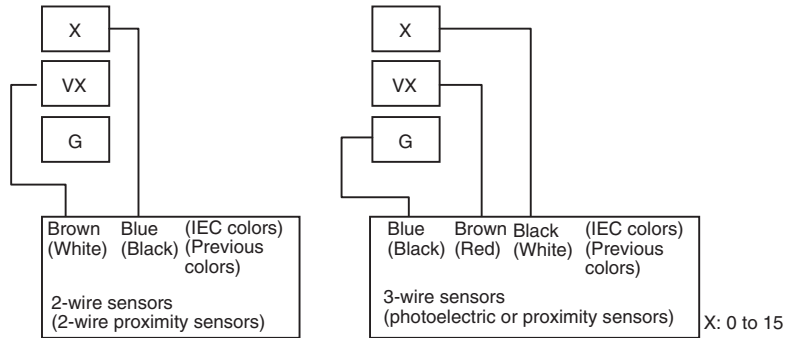 X
VX
G
Brown Blue (IEC colors)
(White) (Black) (Previous
colors)
2-wire sensors
(2-wire proximity sensors)
X
VX
G
Blue Brown Black (IEC colors)
(Black) (Red) (White) (Previous
colors)
3-wire sensors
(photoelectric or proximity sensors)
X: 0 to 15